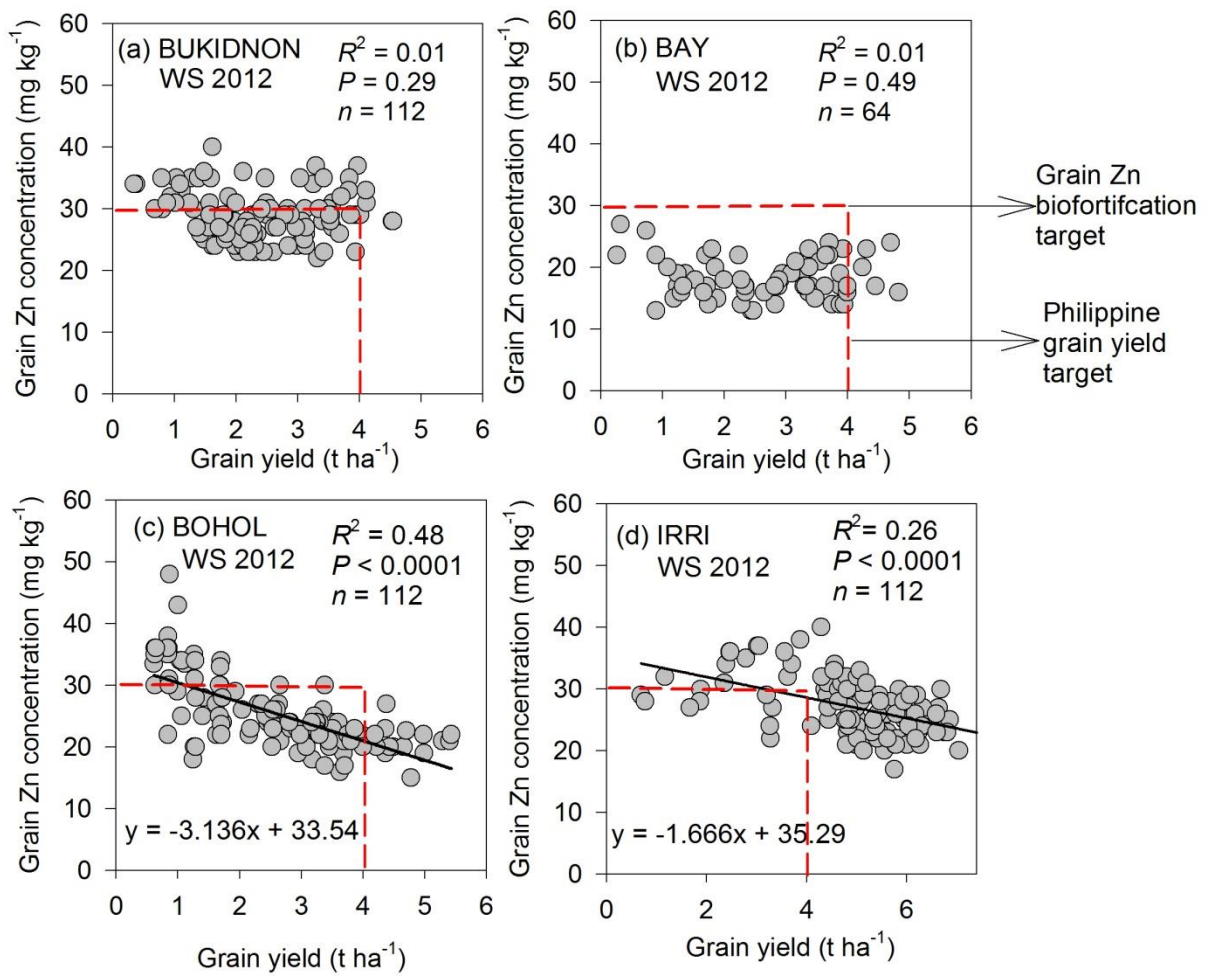 Grain Zn concentration (mg kg-1)
60
50
40
30
20
10
0
(a) BUKIDNON
WS 2012
R2 = 0.01
P = 0.29
n = 112
0 1 2 3 4 5 6
Grain yield (t ha-1)
Grain Zn concentration (mg kg-1)
60
50
40
30
20
10
0
(b) BAY
WS 2012
R2 = 0.01
P = 0.49
n = 64
0 1 2 3 4 5 6
Grain yield (t ha-1)
Grain Zn
biofortifcation
target
Philippine
grain yield
target
Grain Zn concentration (mg kg-1)
60
50
40
30
20
10
0
(c) BOHOL
WS 2012
R2 = 0.48
P < 0.0001
n = 112
y = -3.136x + 33.54
0 1 2 3 4 5 6
Grain yield (t ha-1)
Grain Zn concentration (mg kg-1)
60
50
40
30
20
10
0
(d) IRRI
WS 2012
R2 = 0.26
P < 0.0001
n = 112
y = -1.666x + 35.29
0 2 4 6
Grain yield (t ha-1)